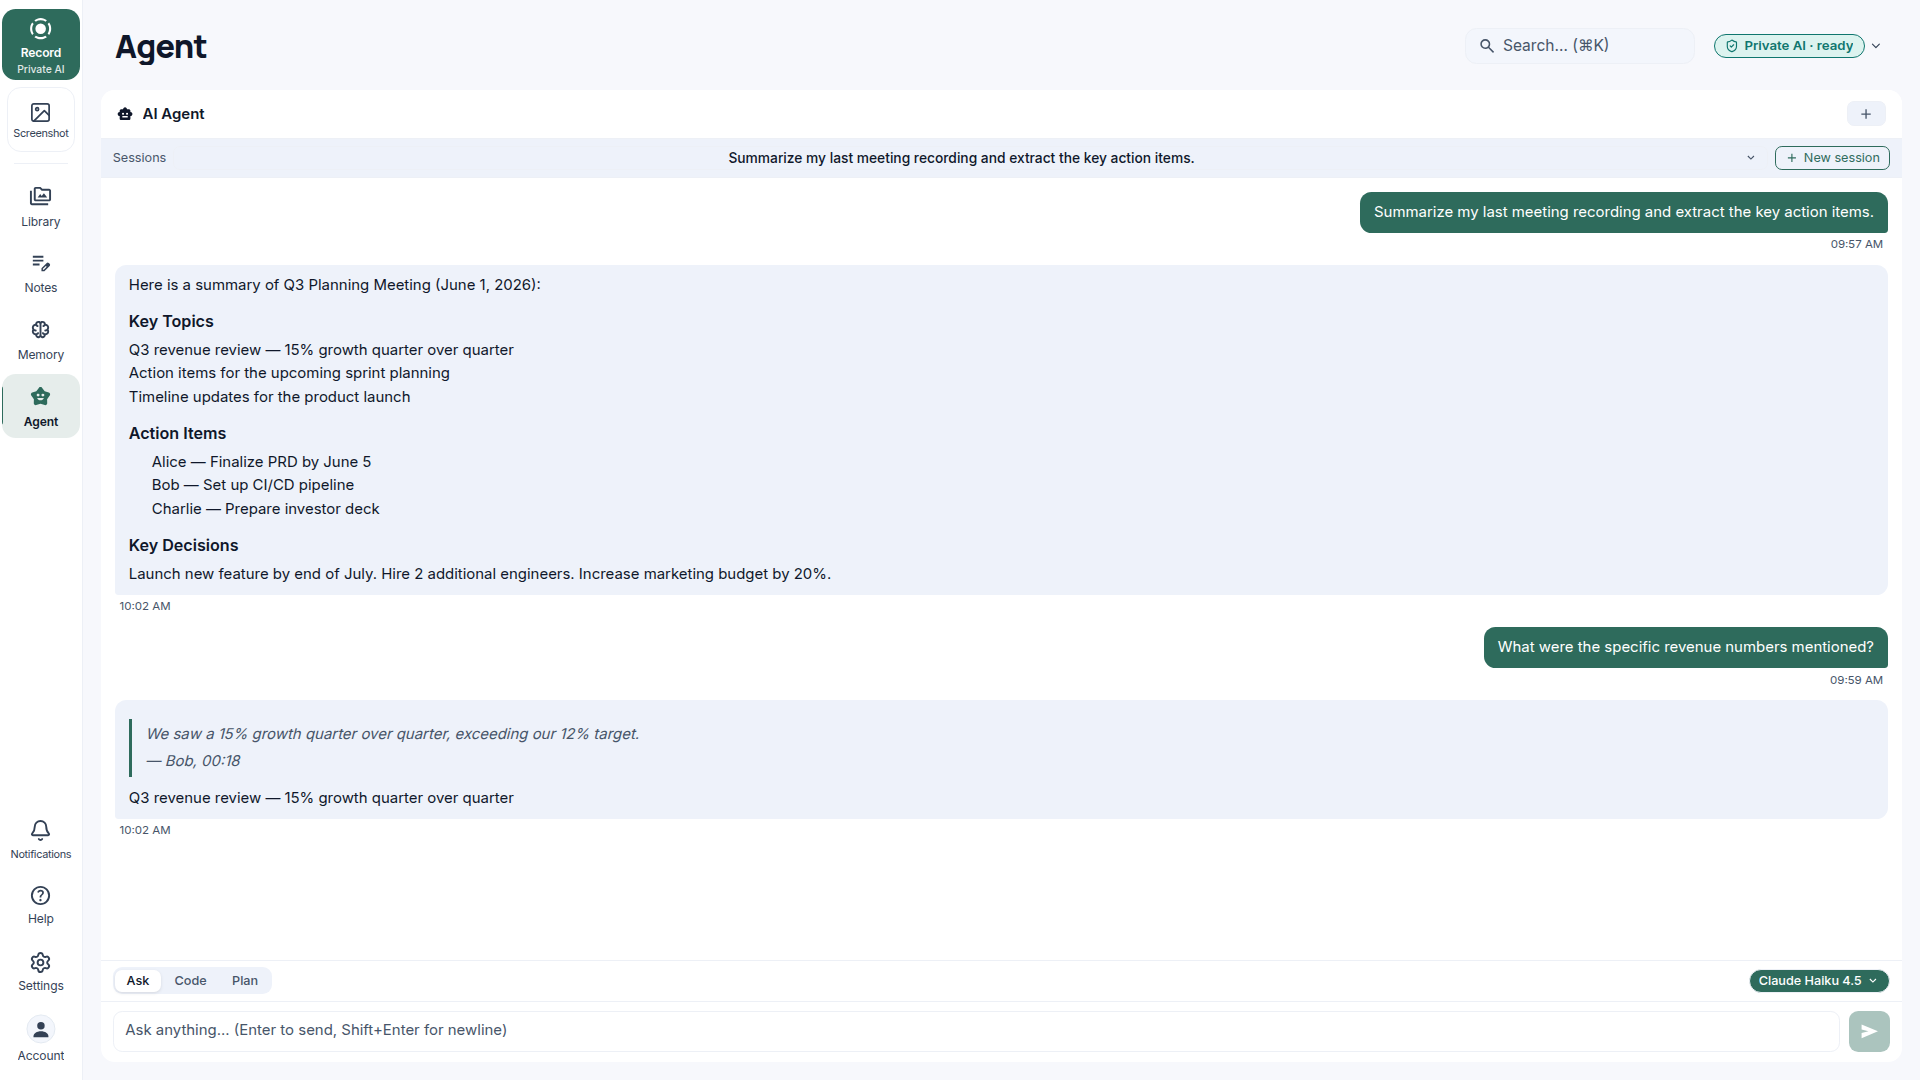 Record
Private AI
Screenshot
Library
Notes
Memory
Agent
Notifications
Help
Settings
Account
Agent
Search... (⌘K)
Private AI · ready
AI Agent
Sessions
Summarize my last meeting recording and extract the key action items.
New session
Summarize my last meeting recording and extract the key action items.
09:57 AM
Here is a summary of Q3 Planning Meeting (June 1, 2026):
Key Topics
Q3 revenue review — 15% growth quarter over quarter
Action items for the upcoming sprint planning
Timeline updates for the product launch
Action Items
Alice — Finalize PRD by June 5
Bob — Set up CI/CD pipeline
Charlie — Prepare investor deck
Key Decisions
Launch new feature by end of July. Hire 2 additional engineers. Increase marketing budget by 20%.
10:02 AM
What were the specific revenue numbers mentioned?
09:59 AM
We saw a 15% growth quarter over quarter, exceeding our 12% target.
— Bob, 00:18
Q3 revenue review — 15% growth quarter over quarter
10:02 AM
Ask Code Plan
Claude Haiku 4.5
Ask anything... (Enter to send, Shift+Enter for newline)